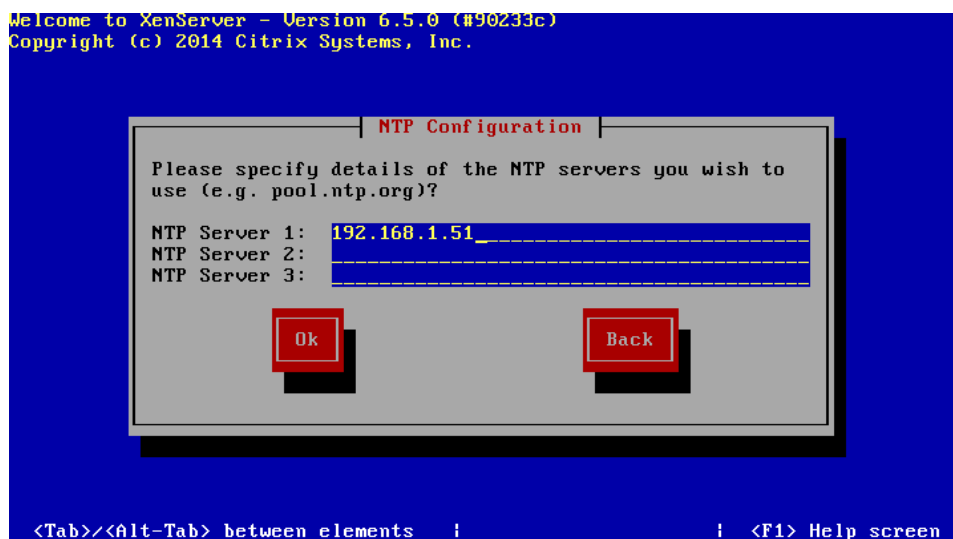 Welcome to XenServer - Version 6.5.0 (#90233c)
Copyright (c) 2014 Citrix Systems, Inc.
NTP Configuration
Please specify details of the NTP servers you wish to
use (e.g. pool.ntp.org)?
NTP Server 1: 192.168.1.51
NTP Server 2:
NTP Server 3:
Ok Back
<Tab>/<Alt-Tab> between elements | | <F1> Help screen